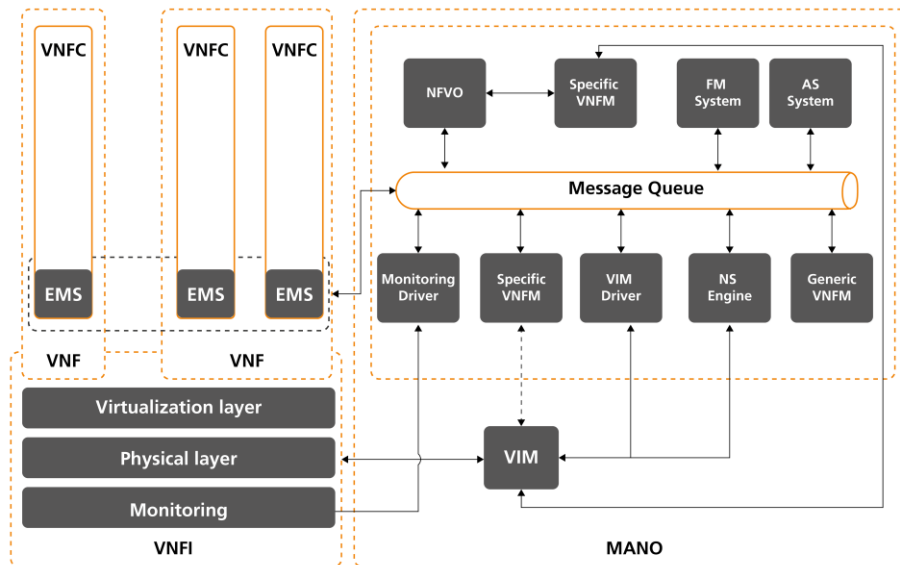 VNFC
VNFC
VNFC
EMS
EMS
EMS
VNF
VNF
Virtualization layer
Physical layer
Monitoring
VNFI
NFVO
Specific
VNFM
FM
System
AS
System
Message Queue
Monitoring
Driver
Specific
VNFM
VIM
Driver
NS
Engine
Generic
VNFM
VIM
MANO